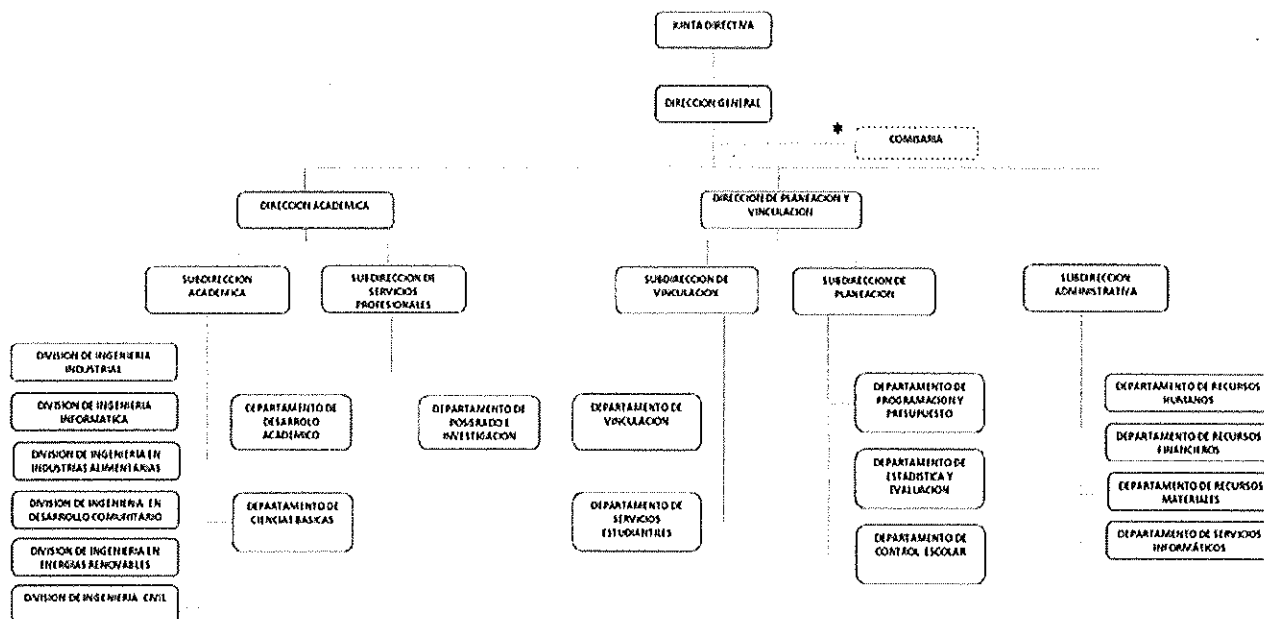 JUNTA DIRECTIVA
DIRECCION GENERAL
*
COMISARIA
DIRECCION ACADEMICA
DIRECCION DE PLANEACION Y
VINCULACION
SUBDIRECCION
ACADEMICA
SUBDIRECCION DE
SERVICIOS
PROFESIONALES
SUBDIRECCION DE
VINCULACION
SUBDIRECCION DE
PLANEACION
SUBDIRECCION
ADMINISTRATIVA
DIVISION DE INGENIERIA
INDUSTRIAL
DIVISION DE INGENIERIA
INFORMATICA
DIVISION DE INGENIERIA EN
INDUSTRIAS ALIMENTARIAS
DIVISION DE INGENIERIA EN
DESARROLLO COMUNITARIO
DIVISION DE INGENIERIA EN
ENERGIAS RENOVABLES
DIVISION DE INGENIERIA CIVIL
DEPARTAMENTO DE
DESARROLO
ACADEMICO
DEPARTAMENTO DE
CIENCIAS BASICAS
DEPARTAMENTO DE
POSGRADO E
INVESTIGACION
DEPARTAMENTO DE
VINCULACION
DEPARTAMENTO DE
SERVICIOS
ESTUDIANTILES
DEPARTAMENTO DE
PROGRAMACION Y
PRESUPUESTO
DEPARTAMENTO DE
ESTADISTICA Y
EVALUACION
DEPARTAMENTO DE
CONTROL ESCOLAR
DEPARTAMENTO DE RECURSOS
HUMANOS
DEPARTAMENTO DE RECURSOS
FINANCIEROS
DEPARTAMENTO DE RECURSOS
MATERIALES
DEPARTAMENTO DE SERVICIOS
INFORMÁTICOS